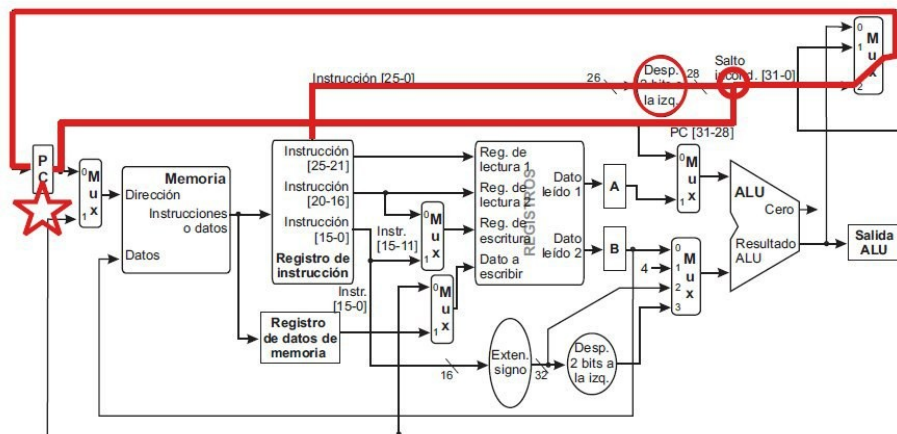 0
M
1 u
x
2
Instrucción [25-0]
26
Desp.
2 bits a
la izq.
28
Salto
incond. [31-0]
PC [31-28]
P
C
0
M
u
x
1
Memoria
Dirección
Instrucciones
o datos
Datos
Instrucción
[25-21]
Instrucción
[20-16]
Instrucción
[15-0]
Registro de
instrucción
Instr.
[15-11]
0
M
u
x
1
Instr.
[15-0]
Registro
de datos de
memoria
0
M
u
x
1
Reg. de
lectura 1
Reg. de
lectura 2
Reg. de
escritura
Dato a
escribir
REGISTROS
Dato
leído 1
Dato
leído 2
A
B
0
M
u
x
1
4
0
M
1 u
2 x
3
ALU
Cero
Resultado
ALU
Salida
ALU
16
Exten.
signo
32
Desp.
2 bits a
la izq.